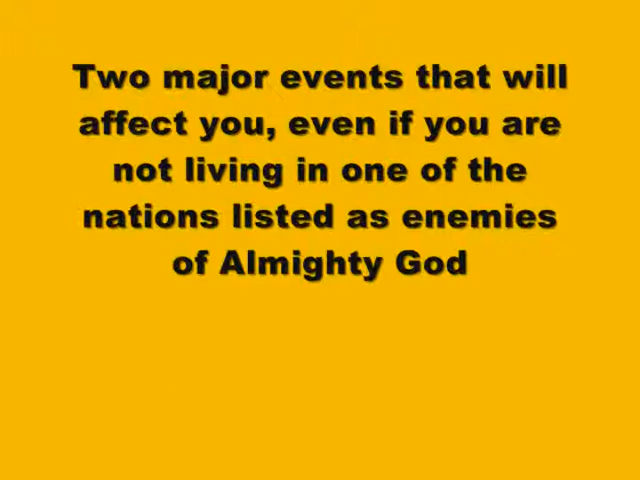 Two major events that will
affect you, even if you are
not living in one of the
nations listed as enemies
of Almighty God